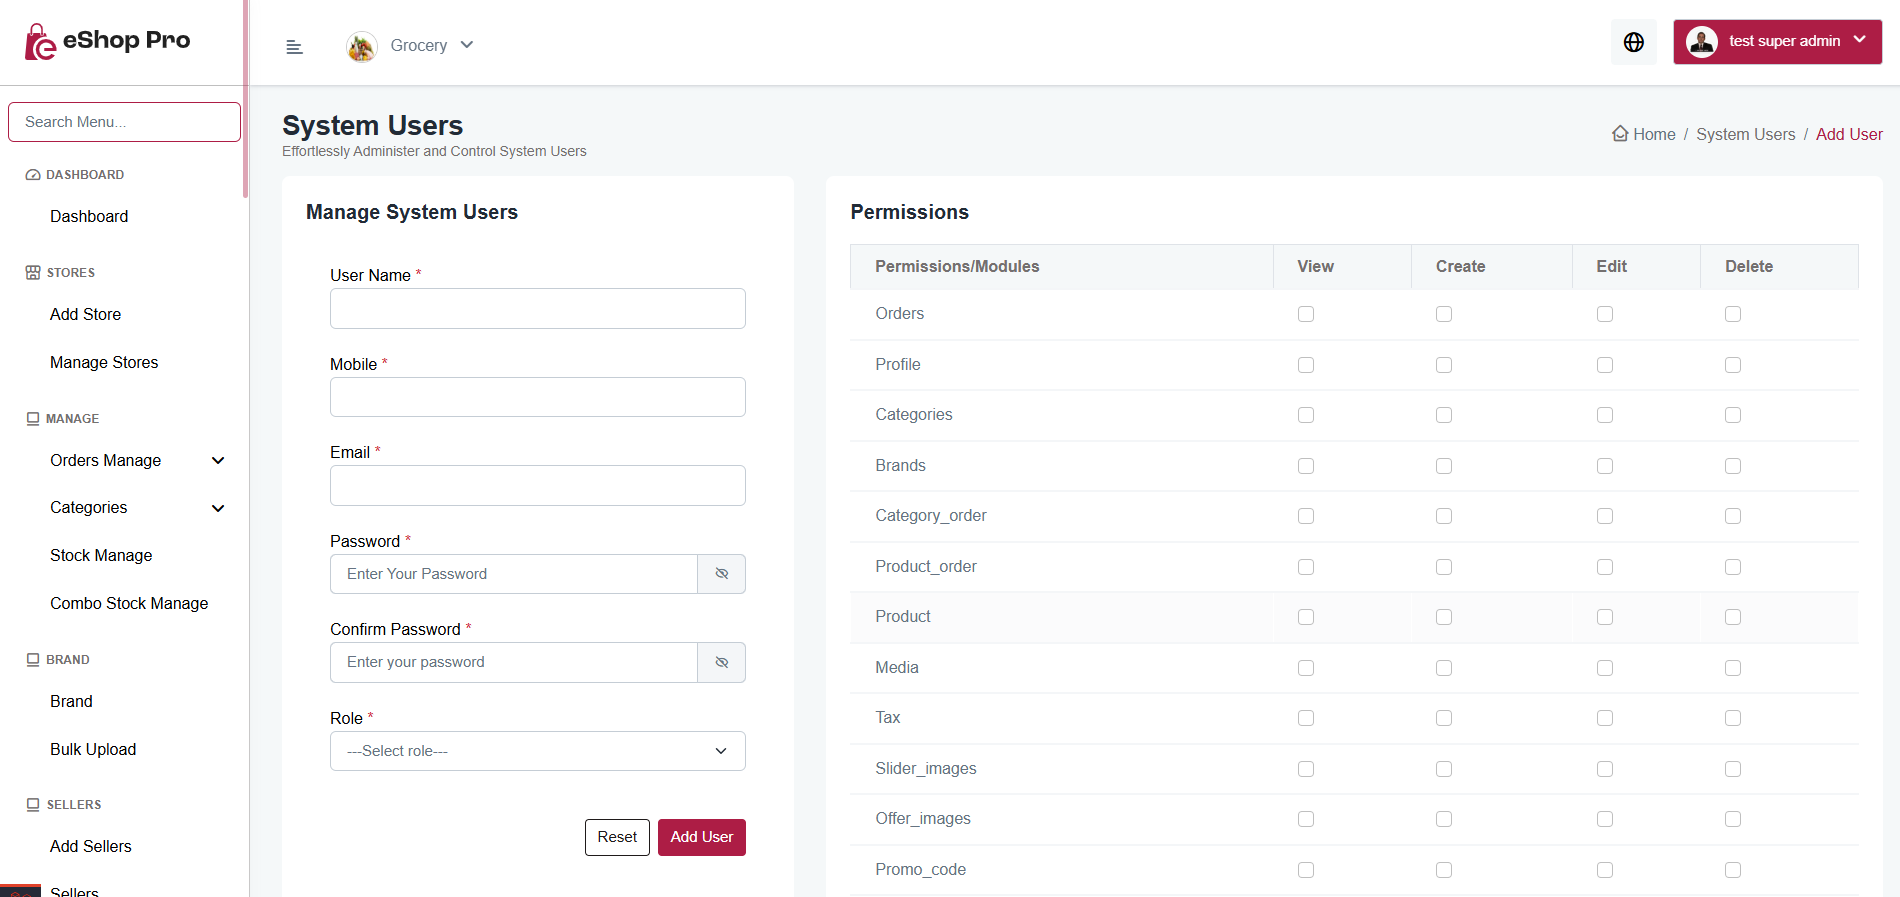 eShop Pro
Grocery
test super admin
Search Menu...
DASHBOARD
Dashboard
STORES
Add Store
Manage Stores
MANAGE
Orders Manage
Categories
Stock Manage
Combo Stock Manage
BRAND
Brand
Bulk Upload
SELLERS
Add Sellers
Sellers
System Users
Effortlessly Administer and Control System Users
Home / System Users / Add User
Manage System Users
User Name *
Mobile *
Email *
Password *
Enter Your Password
Confirm Password *
Enter your password
Role *
---Select role---
Reset Add User
Permissions
Permissions/Modules View Create Edit Delete
Orders
Profile
Categories
Brands
Category_order
Product_order
Product
Media
Tax
Slider_images
Offer_images
Promo_code